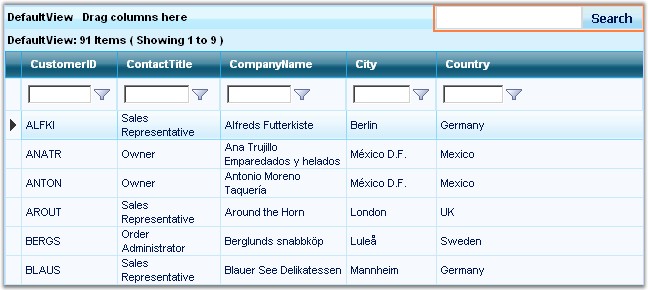 DefaultView Drag columns here Search
DefaultView: 91 Items ( Showing 1 to 9 )
CustomerID ContactTitle CompanyName City Country
ALFKI Sales Representative Alfreds Futterkiste Berlin Germany
ANATR Owner Ana Trujillo Emparedados y helados México D.F. Mexico
ANTON Owner Antonio Moreno Taquería México D.F. Mexico
AROUT Sales Representative Around the Horn London UK
BERGS Order Administrator Berglunds snabbköp Luleå Sweden
BLAUS Sales Representative Blauer See Delikatessen Mannheim Germany